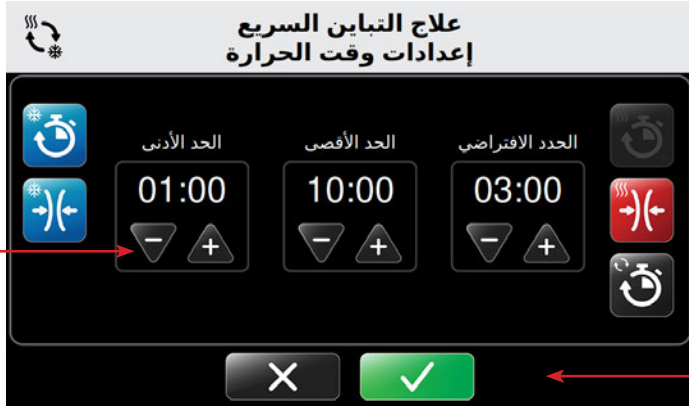 علاج التباين السريع
إعدادات وقت الحرارة
الحدد الافتراضي
الحد الأقصى
الحد الأدنى
03:00
10:00
01:00